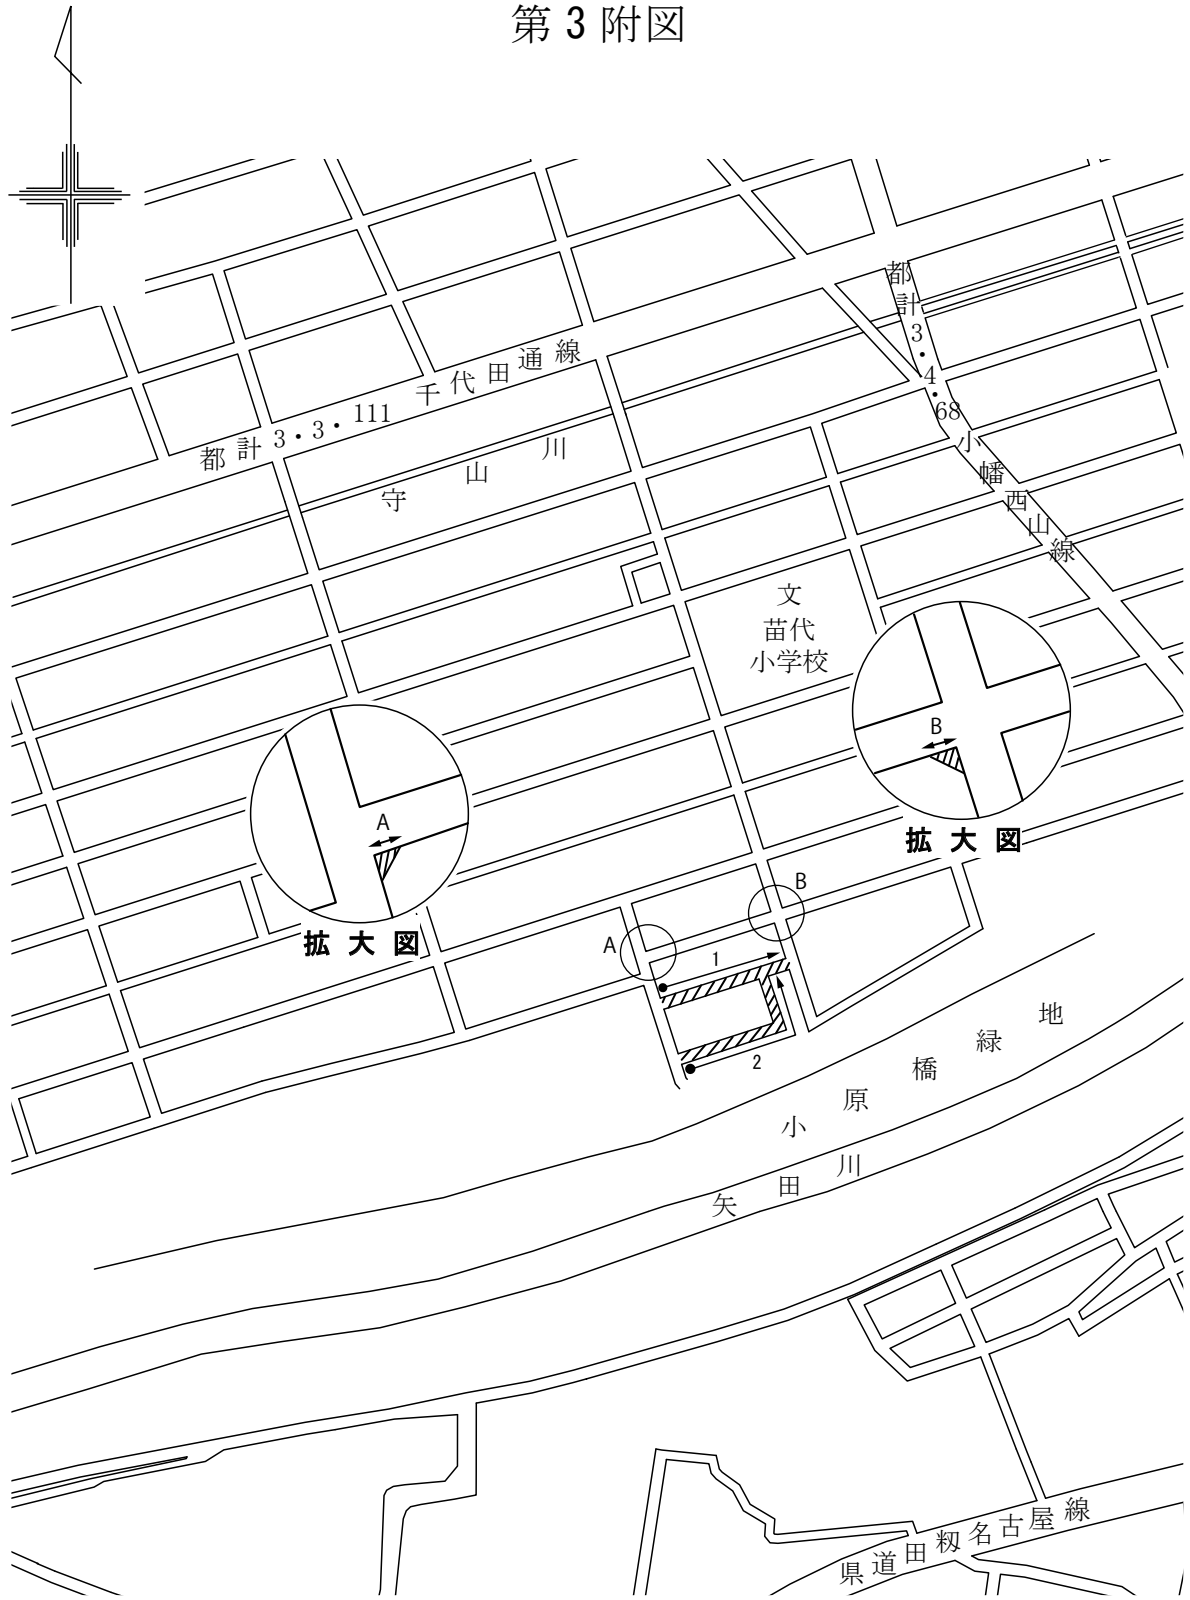 第3附図
都計3・3・111 千代田通線
都計3・4・68 小幡西山線
守山川
文
苗代
小学校
A
拡大図
B
拡大図
A
B
1
2
小原橋緑地
矢田川
県道田籾名古屋線